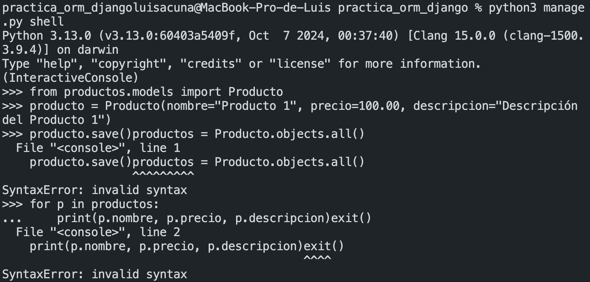 practica_orm_djangoluisacuna@MacBook-Pro-de-Luis practica_orm_django % python3 manage
.py shell
Python 3.13.0 (v3.13.0:60403a5409f, Oct  7 2024, 00:37:40) [Clang 15.0.0 (clang-1500.
3.9.4)] on darwin
Type "help", "copyright", "credits" or "license" for more information.
(InteractiveConsole)
>>> from productos.models import Producto
>>> producto = Producto(nombre="Producto 1", precio=100.00, descripcion="Descripción
del Producto 1")
>>> producto.save()productos = Producto.objects.all()
  File "<console>", line 1
    producto.save()productos = Producto.objects.all()
                   ^^^^^^^^^
SyntaxError: invalid syntax
>>> for p in productos:
...     print(p.nombre, p.precio, p.descripcion)exit()
  File "<console>", line 2
    print(p.nombre, p.precio, p.descripcion)exit()
                                            ^^^^
SyntaxError: invalid syntax